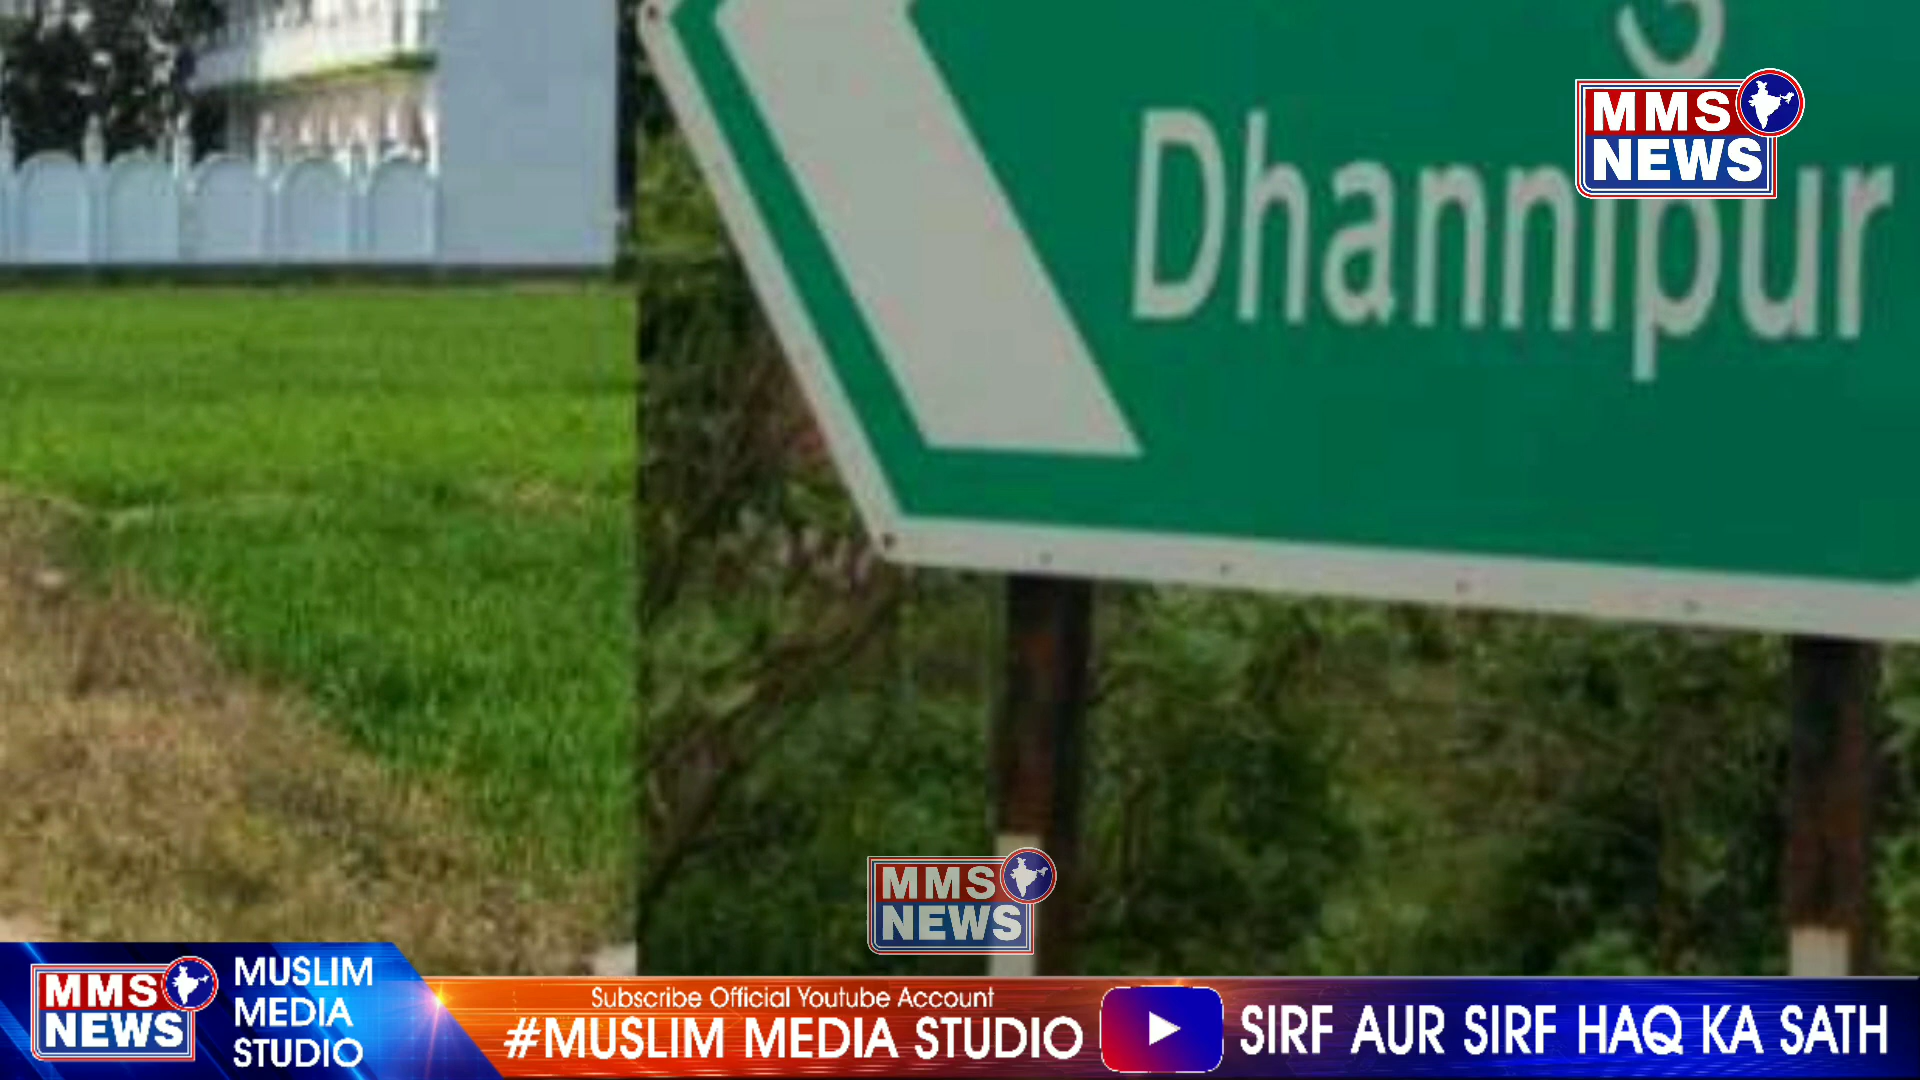 Dhannipur
MMS
NEWS
MMS
NEWS
MMS
NEWS
MUSLIM
MEDIA
STUDIO
Subscribe Official Youtube Account
#MUSLIM MEDIA STUDIO
SIRF AUR SIRF HAQ KA SATH